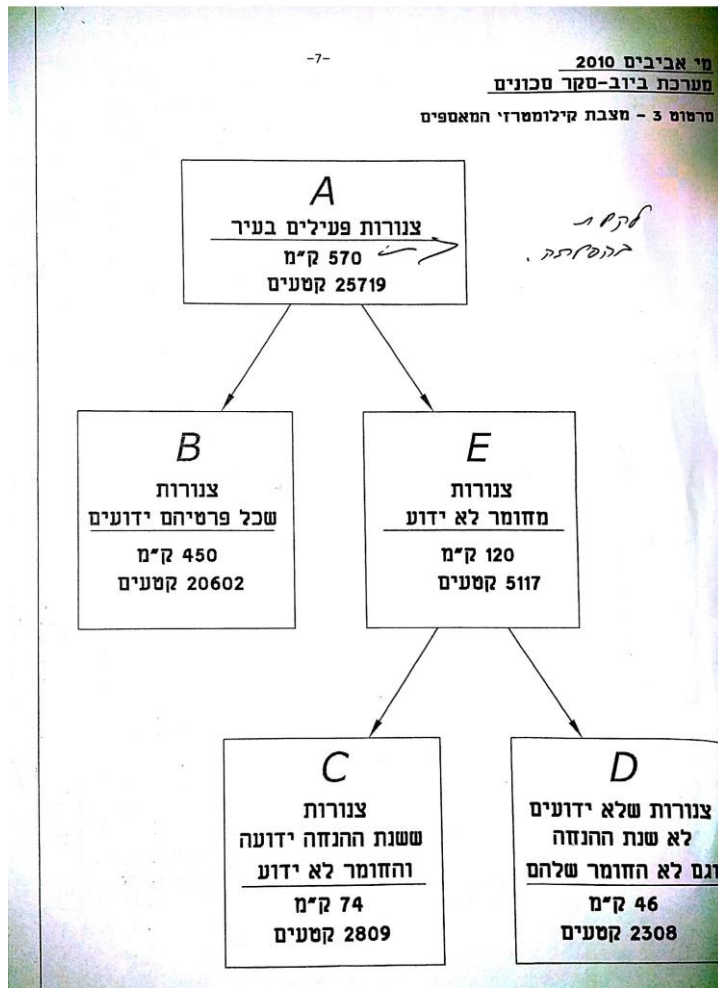 -7-
מי אביבים 2010
מערכת ביוב-סקר סכונים
סרטוט 3 - מצבת קילומטרזי המאספים
A
צנורות פעילים בעיר
570 ק"מ
25719 קטעים
B
צנורות
שכל פרטיהם ידועים
450 ק"מ
20602 קטעים
E
צנורות
מחומר לא ידוע
120 ק"מ
5117 קטעים
C
צנורות
ששנת ההנחה ידועה
והחומר לא ידוע
74 ק"מ
2809 קטעים
D
צנורות שלא ידועים
לא שנת ההנחה
וגם לא החומר שלהם
46 ק"מ
2308 קטעים